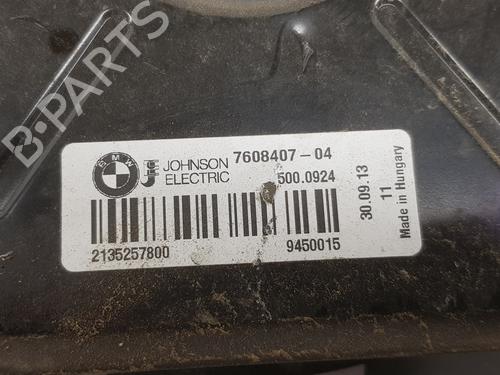 B-PARTS
BMW
JOHNSON
ELECTRIC
7608407-04
500.0924
2135257800
9450015
30.09.13
11
Made in Hungary